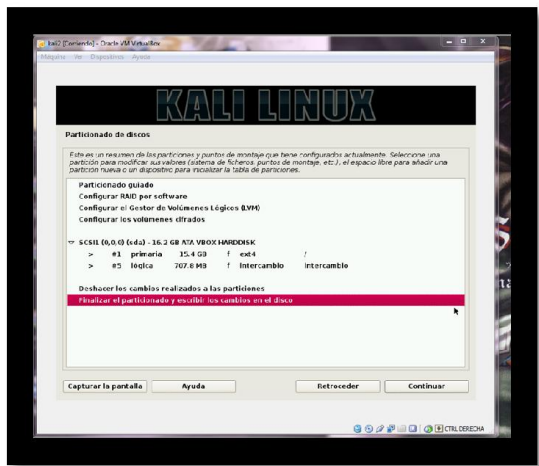 kali2 [Corriendo] - Oracle VM VirtualBox
Máquina Ver Dispositivos Ayuda
KALI LINUX
Particionado de discos
Este es un resumen de las particiones y puntos de montaje que tiene configurados actualmente. Seleccione una
partición para modificar sus valores (sistema de ficheros, puntos de montaje, etc.), el espacio libre para añadir una
partición nueva o un dispositivo para inicializar la tabla de particiones.
Particionado guiado
Configurar RAID por software
Configurar el Gestor de Volúmenes Lógicos (LVM)
Configurar los volúmenes cifrados
SCSI1 (0,0,0) (sda) - 16.2 GB ATA VBOX HARDDISK
> #1 primaria 15.4 GB f ext4 /
> #5 lógica 707.8 MB f intercambio intercambio
Deshacer los cambios realizados a las particiones
Finalizar el particionado y escribir los cambios en el disco
Capturar la pantalla Ayuda Retroceder Continuar
CTRL DERECHA